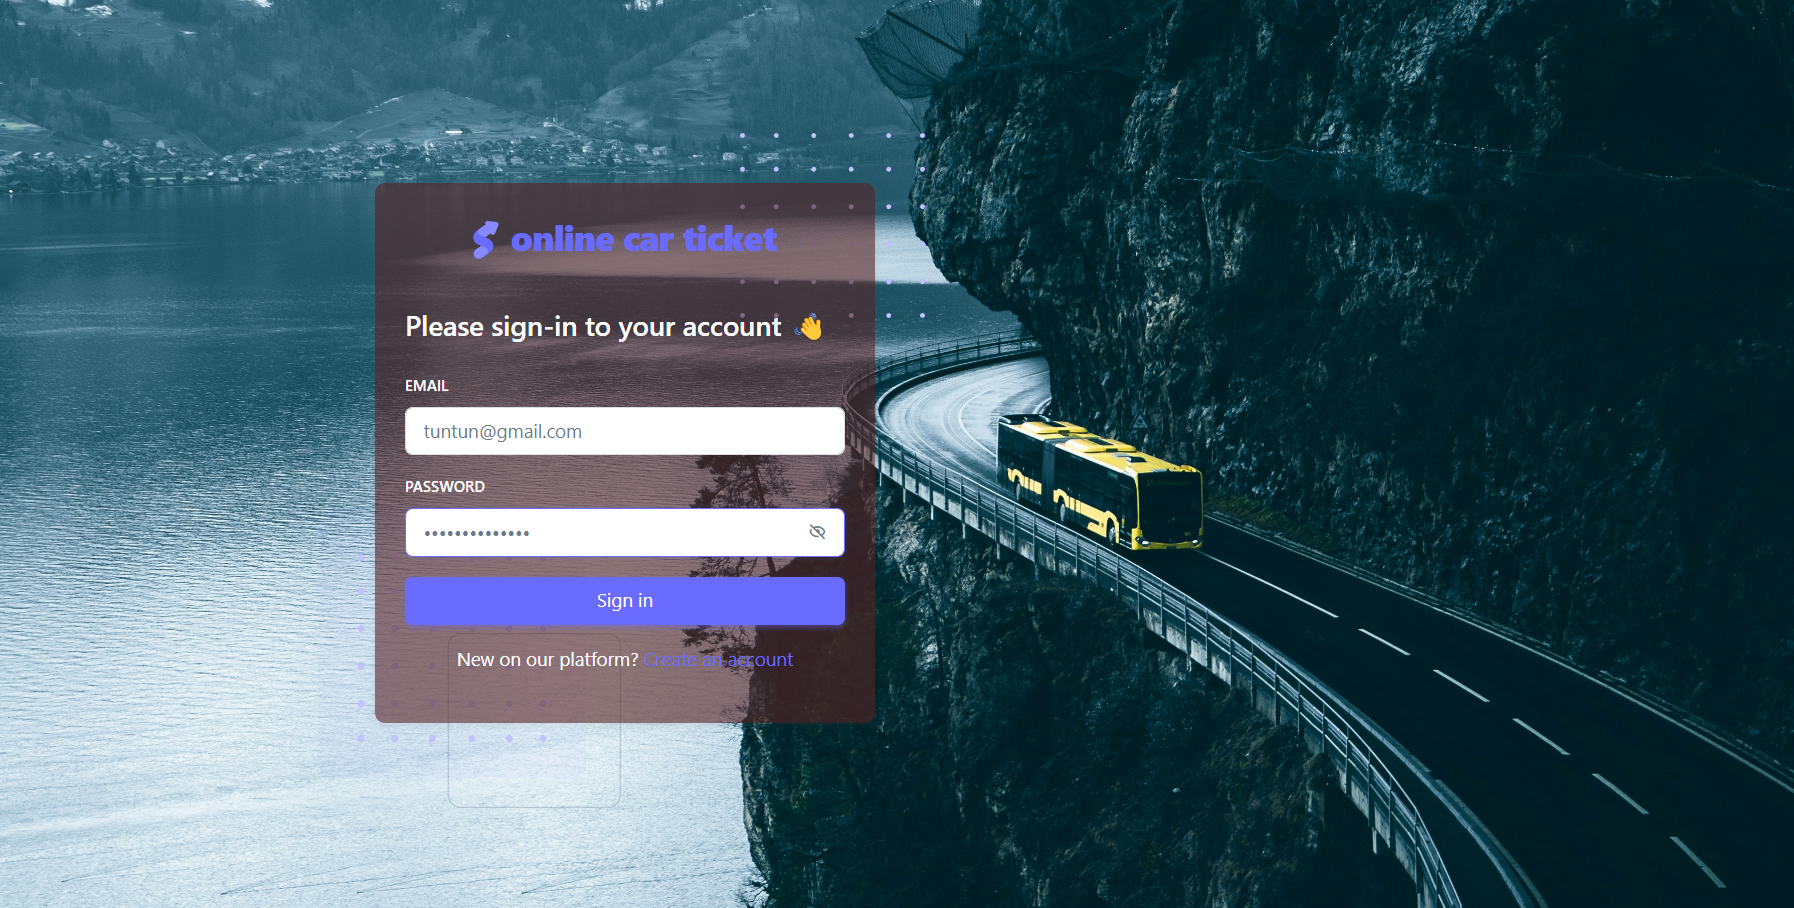 online car ticket
Please sign-in to your account 👋
EMAIL
tuntun@gmail.com
PASSWORD
••••••••••••••
Sign in
New on our platform? Create an account